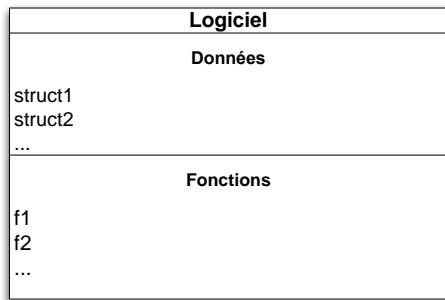 Logiciel
Données
struct1
struct2
...
Fonctions
f1
f2
...